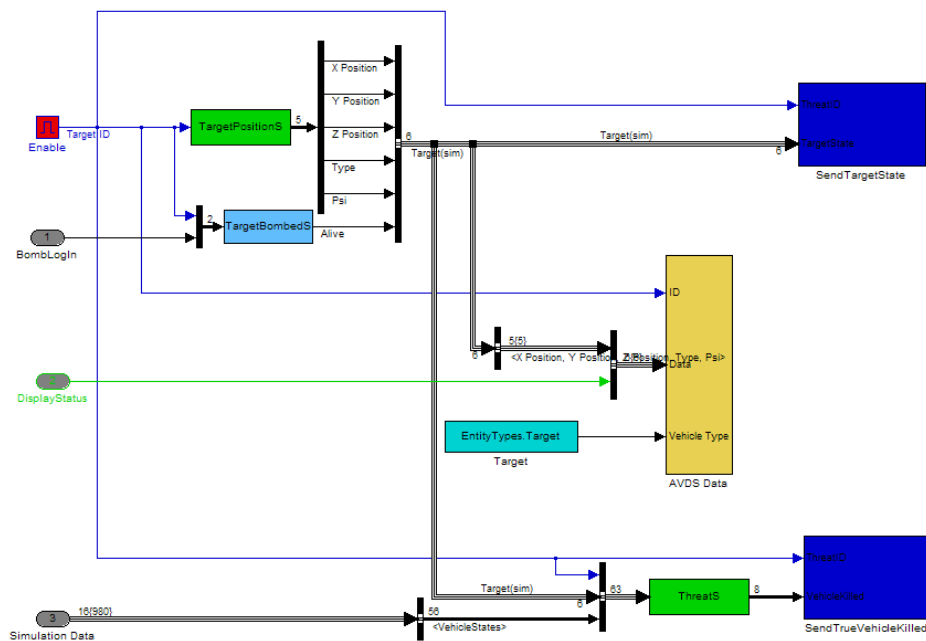 X Position
Y Position
ThreatID
TargetPositionS
5
Z Position
6
Target(sim)
Target ID
Enable
Target(sim)
TargetState
6
Type
SendTargetState
Psi
2
TargetBombedS
Alive
1
BombLogIn
ID
5{5}
6
<X Position, Y Position, Z Position, Type, Psi>
Data
DisplayStatus
EntityTypes.Target
Vehicle Type
Target
AVDS Data
ThreatID
Target(sim)
63
ThreatS
8
VehicleKilled
6
16{980}
56
3
<VehicleStates>
SendTrueVehicleKilled
Simulation Data